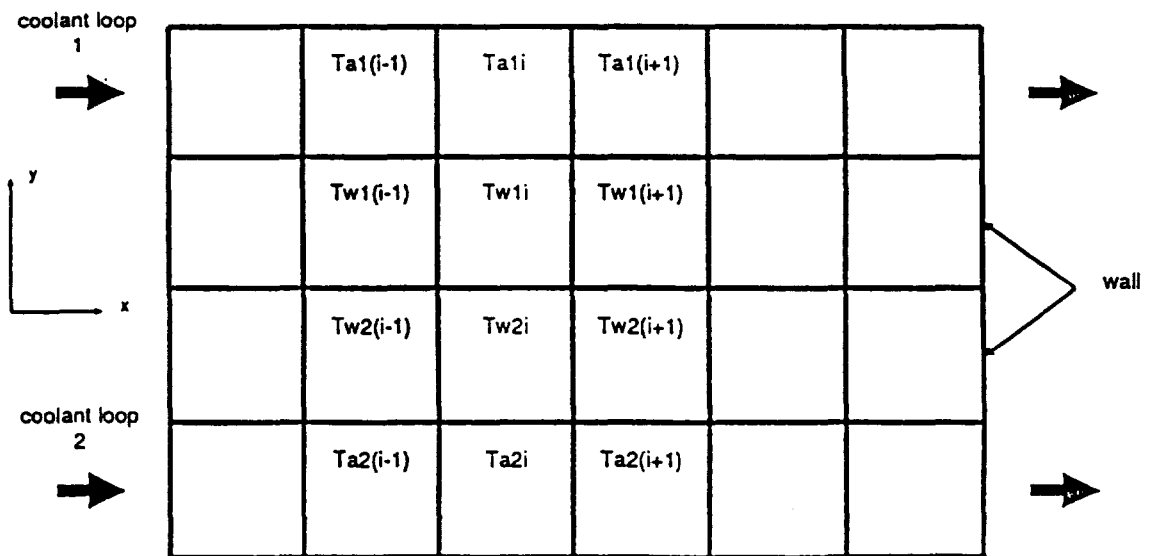 coolant loop
1
Ta1(i-1) Ta1i Ta1(i+1)
y
Tw1(i-1) Tw1i Tw1(i+1)
wall
x
Tw2(i-1) Tw2i Tw2(i+1)
coolant loop
2
Ta2(i-1) Ta2i Ta2(i+1)